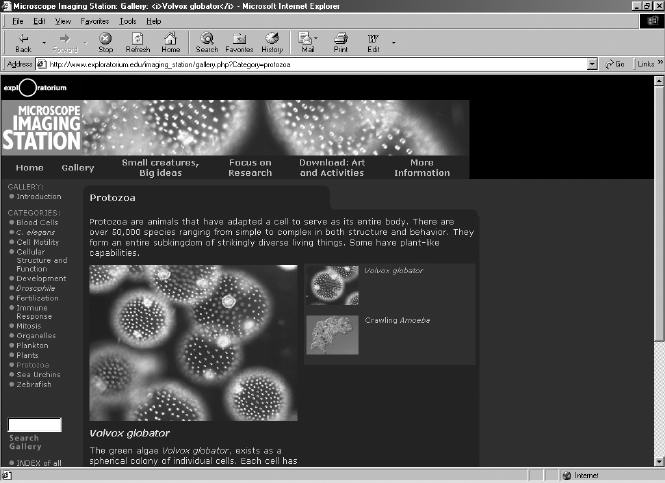 Microscope Imaging Station: Gallery: <i>Volvox globator</i> - Microsoft Internet Explorer
File Edit View Favorites Tools Help
Back Forward Stop Refresh Home Search Favorites History Mail Print Edit
Address http://www.exploratorium.edu/imaging_station/gallery.php?Category=protozoa Go Links »
exploratorium
MICROSCOPE
IMAGING
STATION
Home Gallery Small creatures, Big ideas Focus on Research Download: Art and Activities More Information
GALLERY:
Introduction
CATEGORIES:
Blood Cells
C. elegans
Cell Motility
Cellular
Structure and
Function
Development
Drosophile
Fertilization
Immune
Response
Mitosis
Organelles
Plankton
Plants
Protozoa
Sea Urchins
Zebrafish
Search
Gallery
INDEX of all
Protozoa
Protozoa are animals that have adapted a cell to serve as its entire body. There are
over 50,000 species ranging from simple to complex in both structure and behavior. They
form an entire subkingdom of strikingly diverse living things. Some have plant-like
capabilities.
Volvox globator
Crawling Amoeba
Volvox globator
The green algae Volvox globator, exists as a
spherical colony of individual cells. Each cell has
Internet